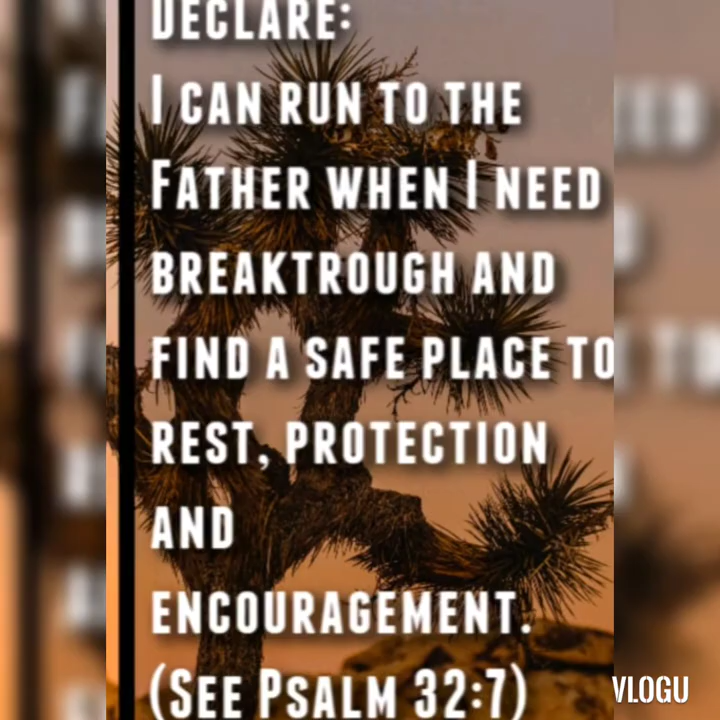 DECLARE:
I CAN RUN TO THE
FATHER WHEN I NEED
BREAKTROUGH AND
FIND A SAFE PLACE TO
REST, PROTECTION
AND
ENCOURAGEMENT.
(SEE PSALM 32:7)
VLOGU